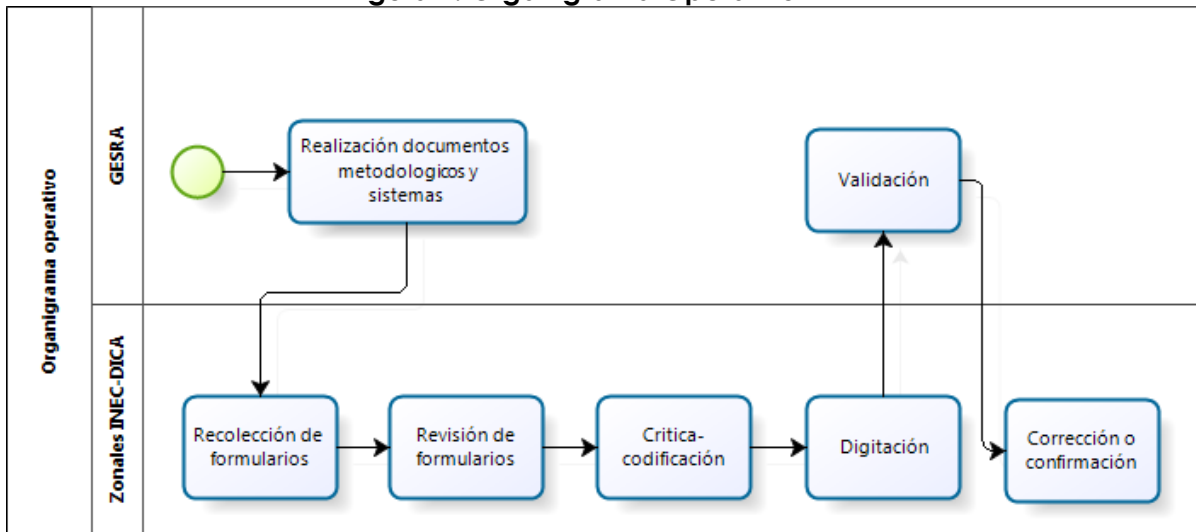 Organigrama operativo
GESRA
Realización documentos
metodologicos y
sistemas
Validación
Zonales INEC-DICA
Recolección de
formularios
Revisión de
formularios
Critica-
codificación
Digitación
Corrección o
confirmación